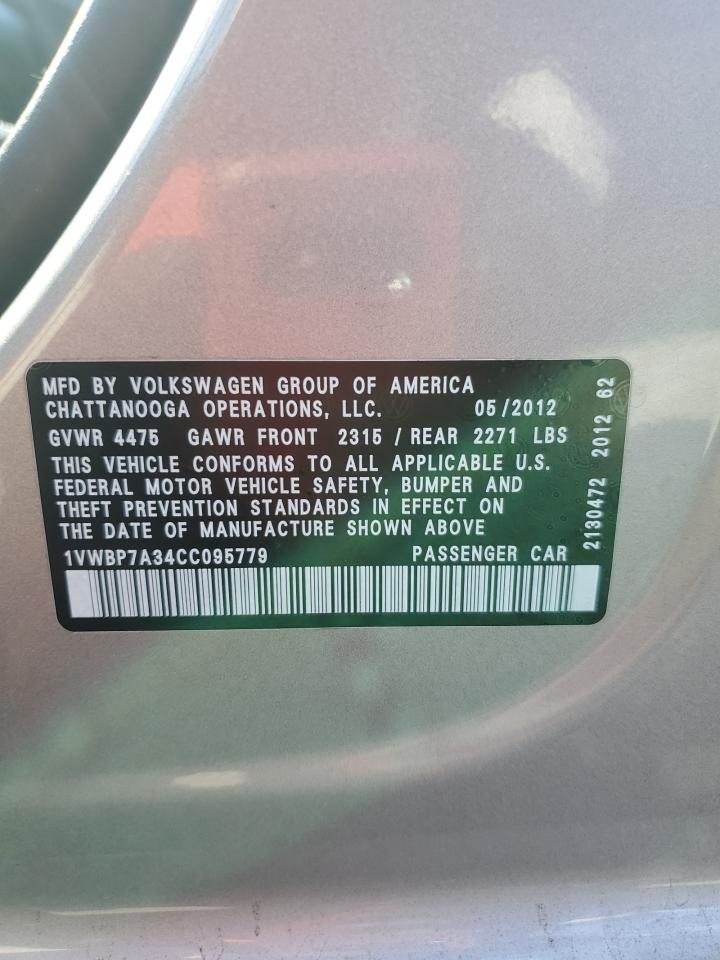 MFD BY VOLKSWAGEN GROUP OF AMERICA
CHATTANOOGA OPERATIONS, LLC. 05/2012
GVWR 4475 GAWR FRONT 2315 / REAR 2271 LBS
THIS VEHICLE CONFORMS TO ALL APPLICABLE U.S.
FEDERAL MOTOR VEHICLE SAFETY, BUMPER AND
THEFT PREVENTION STANDARDS IN EFFECT ON
THE DATE OF MANUFACTURE SHOWN ABOVE
1VWBP7A34CC095779 PASSENGER CAR
2130472 2012 62